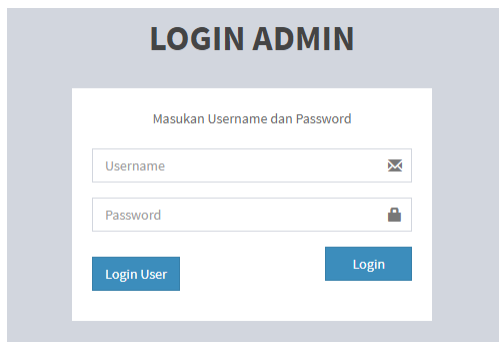 LOGIN ADMIN
Masukan Username dan Password
Username
Password
Login User
Login